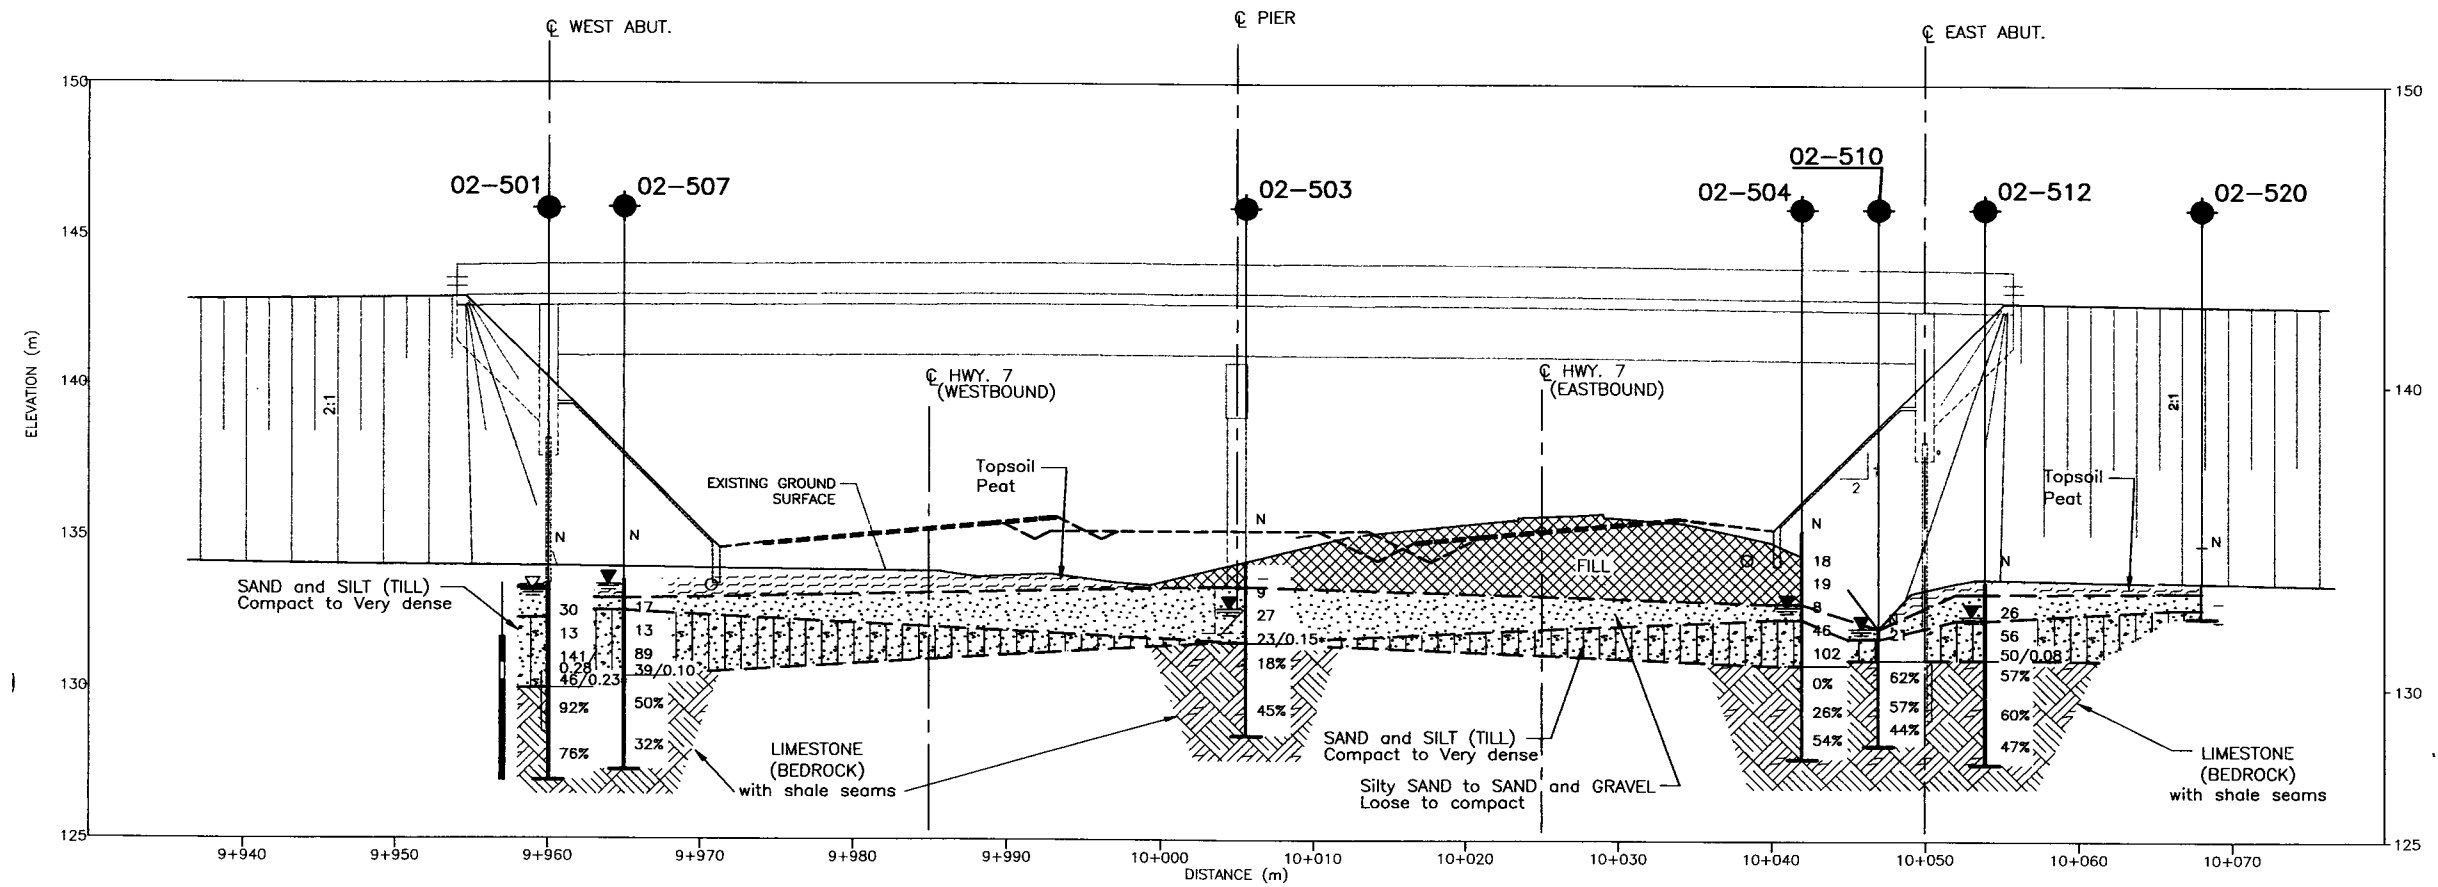 ℄ WEST ABUT.
℄ PIER
℄ EAST ABUT.
150
150
145
140
140
135
130
130
125
125
ELEVATION (m)
02-501
02-507
02-503
02-510
02-504
02-512
02-520
2:1
2:1
℄ HWY. 7
(WESTBOUND)
℄ HWY. 7
(EASTBOUND)
EXISTING GROUND
SURFACE
Topsoil
Peat
Topsoil
Peat
2
1
FILL
SAND and SILT (TILL)
Compact to Very dense
N
30
13
141/
0.28
46/0.23
92%
76%
N
17
13
89
39/0.10
50%
32%
N
9
27
23/0.15
18%
45%
N
18
19
8
46
102
0%
26%
54%
N
21
62%
57%
44%
N
26
56
50/0.08
57%
60%
47%
N
LIMESTONE
(BEDROCK)
with shale seams
SAND and SILT (TILL)
Compact to Very dense
Silty SAND to SAND and GRAVEL
Loose to compact
LIMESTONE
(BEDROCK)
with shale seams
9+940
9+950
9+960
9+970
9+980
9+990
10+000
10+010
10+020
10+030
10+040
10+050
10+060
10+070
DISTANCE (m)